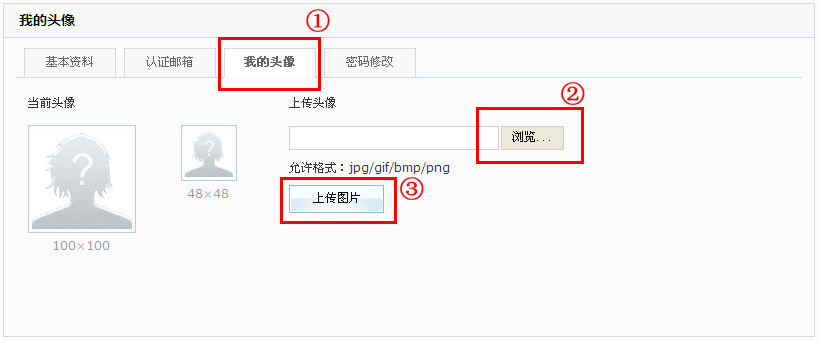 我的头像
①
基本资料 认证邮箱 我的头像 密码修改
当前头像 上传头像
②
浏览...
允许格式：jpg/gif/bmp/png
③
上传图片
?
?
48×48
100×100